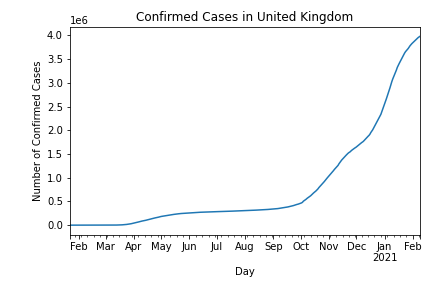 Confirmed Cases in United Kingdom
1e6
4.0
3.5
3.0
2.5
2.0
1.5
1.0
0.5
0.0
Number of Confirmed Cases
Feb Mar Apr May Jun Jul Aug Sep Oct Nov Dec Jan Feb
2021
Day